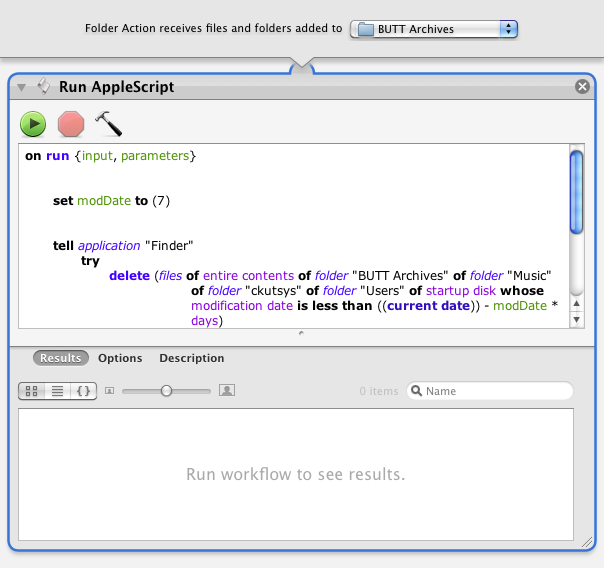 Folder Action receives files and folders added to BUTT Archives
Run AppleScript
on run {input, parameters}
set modDate to (7)
tell application "Finder"
try
delete (files of entire contents of folder "BUTT Archives" of folder "Music"
of folder "ckutsys" of folder "Users" of startup disk whose
modification date is less than ((current date)) - modDate *
days)
Results Options Description
{} 0 items Name
Run workflow to see results.